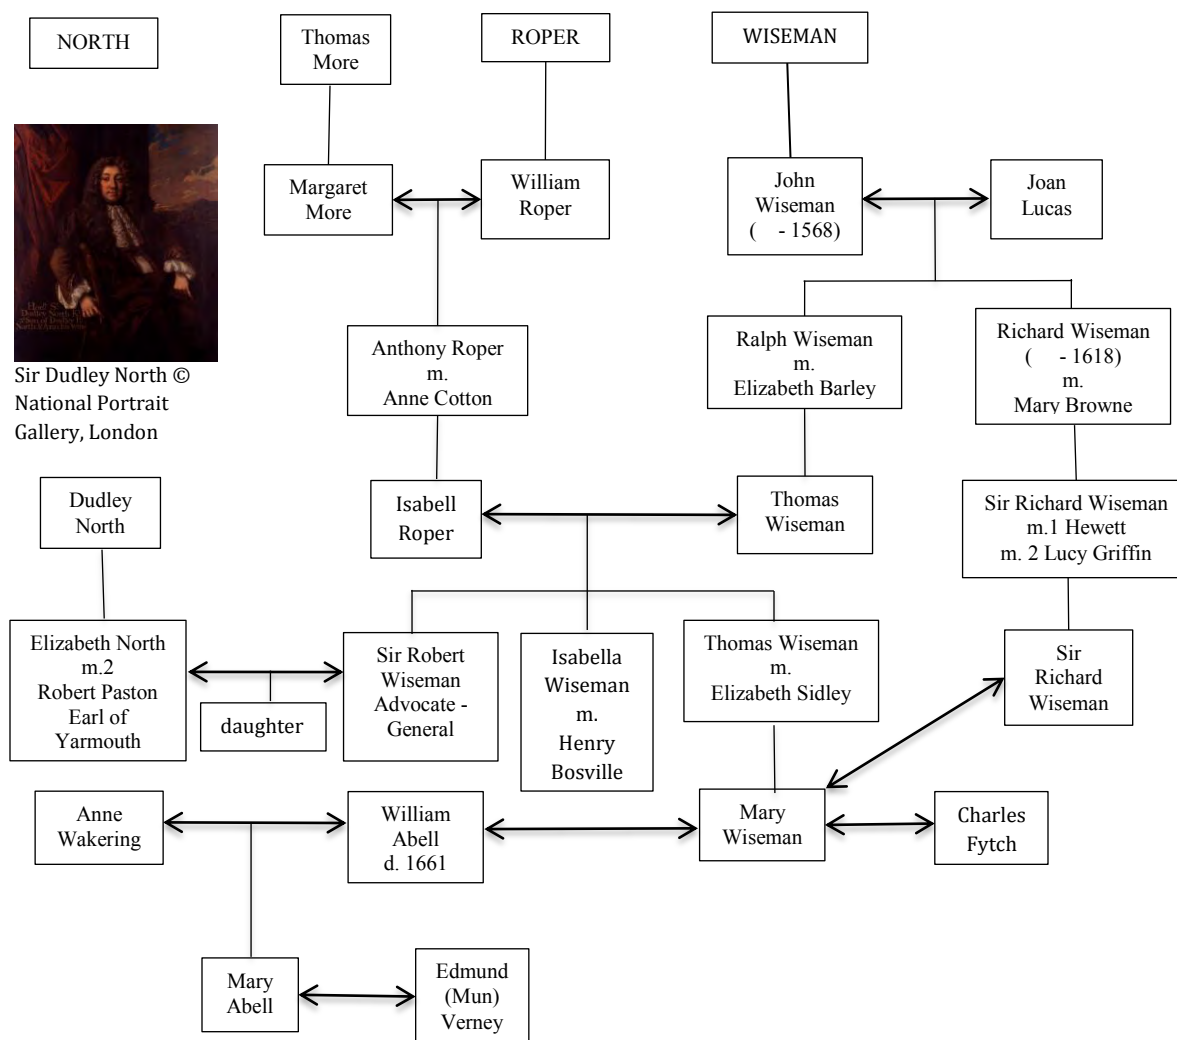 NORTH
Thomas
More
ROPER
WISEMAN
Margaret
More
William
Roper
John
Wiseman
( - 1568)
Joan
Lucas
Sir Dudley North ©
National Portrait
Gallery, London
Anthony Roper
m.
Anne Cotton
Ralph Wiseman
m.
Elizabeth Barley
Richard Wiseman
( - 1618)
m.
Mary Browne
Dudley
North
Isabell
Roper
Thomas
Wiseman
Sir Richard Wiseman
m.1 Hewett
m. 2 Lucy Griffin
Elizabeth North
m.2
Robert Paston
Earl of
Yarmouth
daughter
Sir Robert
Wiseman
Advocate -
General
Isabella
Wiseman
m.
Henry
Bosville
Thomas Wiseman
m.
Elizabeth Sidley
Sir
Richard
Wiseman
Anne
Wakering
William
Abell
d. 1661
Mary
Wiseman
Charles
Fytch
Mary
Abell
Edmund
(Mun)
Verney